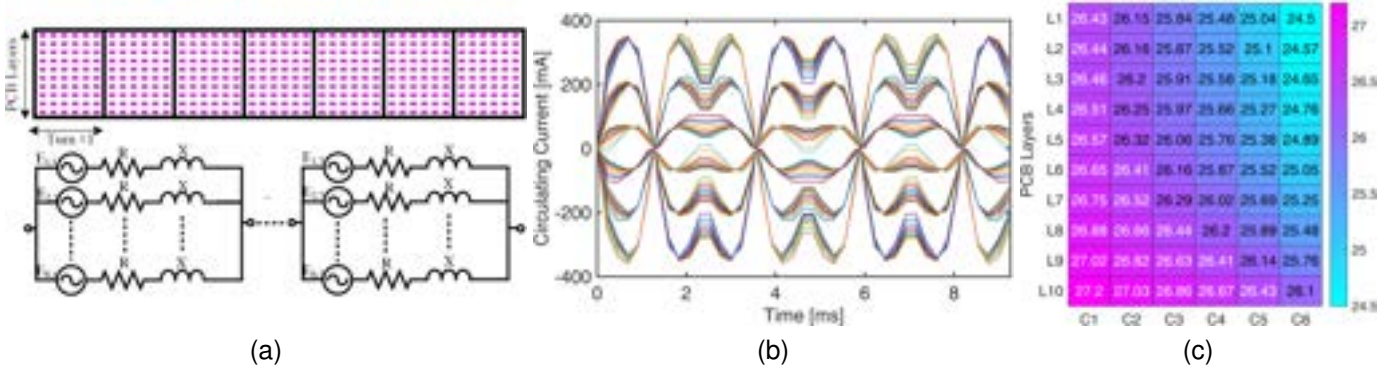 PCB Layers
Turn #1
R X
R X
R X
R X
R X
R X
(a)
400
200
0
-200
-400
Circulating Current [mA]
0 2 4 6 8
Time [ms]
(b)
PCB Layers
L1 26.43 26.15 25.84 25.48 25.04 24.5
L2 26.44 26.16 25.87 25.52 25.1 24.57
L3 26.46 26.2 25.91 25.58 25.18 24.65
L4 26.51 26.25 25.97 25.66 25.27 24.76
L5 26.57 26.32 26.06 25.76 25.38 24.89
L6 26.65 26.41 26.16 25.87 25.52 25.05
L7 26.75 26.52 26.29 26.02 25.69 25.25
L8 26.88 26.66 26.44 26.2 25.89 25.48
L9 27.02 26.82 26.63 26.41 26.14 25.76
L10 27.2 27.03 26.86 26.67 26.43 26.1
C1 C2 C3 C4 C5 C6
27
26.5
26
25.5
25
24.5
(c)